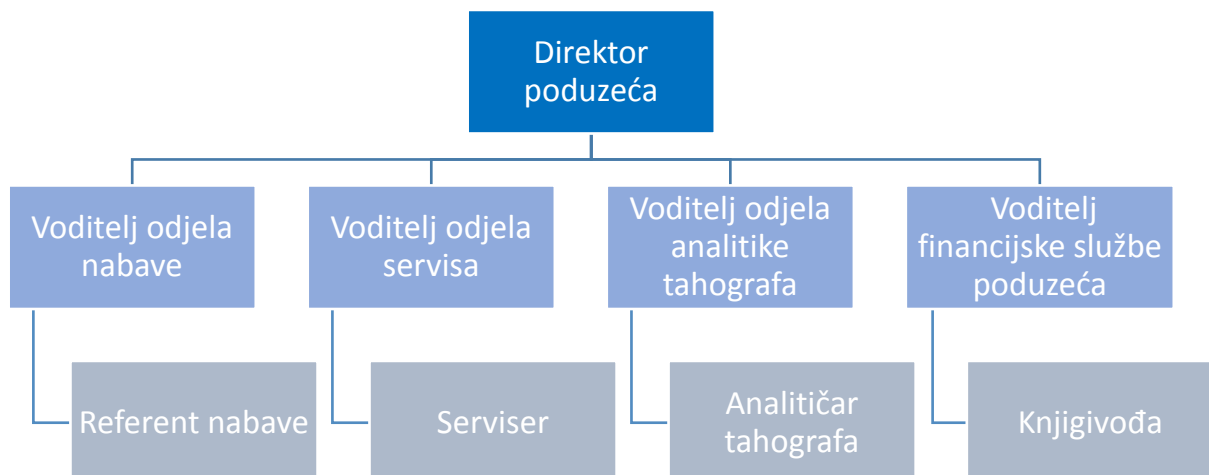 Direktor
poduzeća
Voditelj odjela
nabave
Voditelj odjela
servisa
Voditelj odjela
analitike
tahografa
Voditelj
financijske službe
poduzeća
Referent nabave
Serviser
Analitičar
tahografa
Knjigivođa